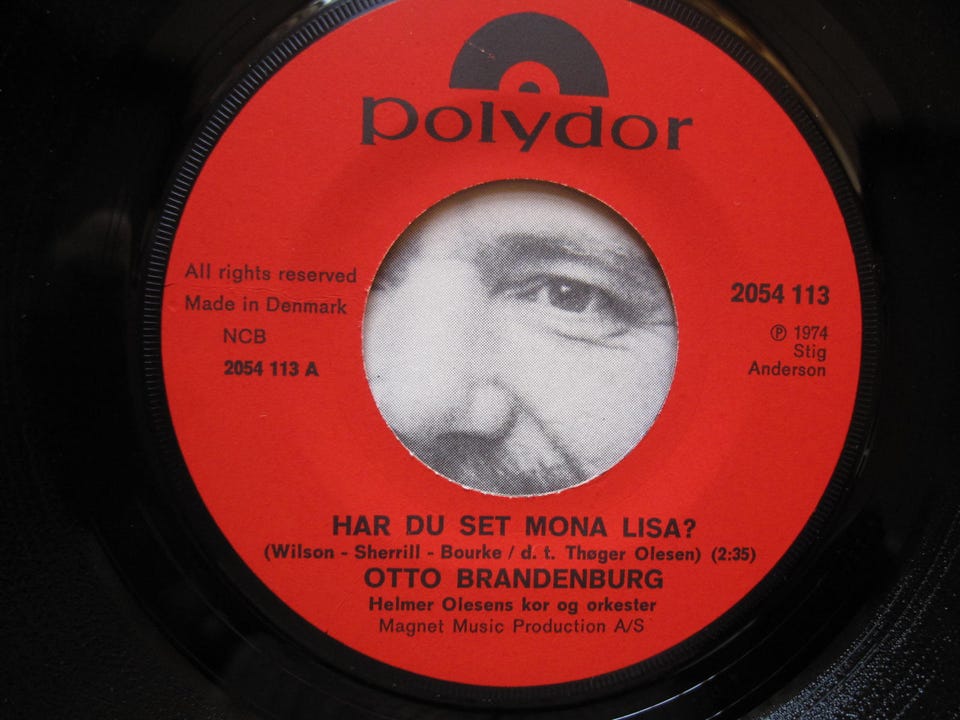 polydor
All rights reserved
Made in Denmark
NCB
2054 113 A
2054 113
℗ 1974
Stig
Anderson
HAR DU SET MONA LISA?
(Wilson - Sherrill - Bourke / d. t. Thøger Olesen) (2:35)
OTTO BRANDENBURG
Helmer Olesens kor og orkester
Magnet Music Production A/S